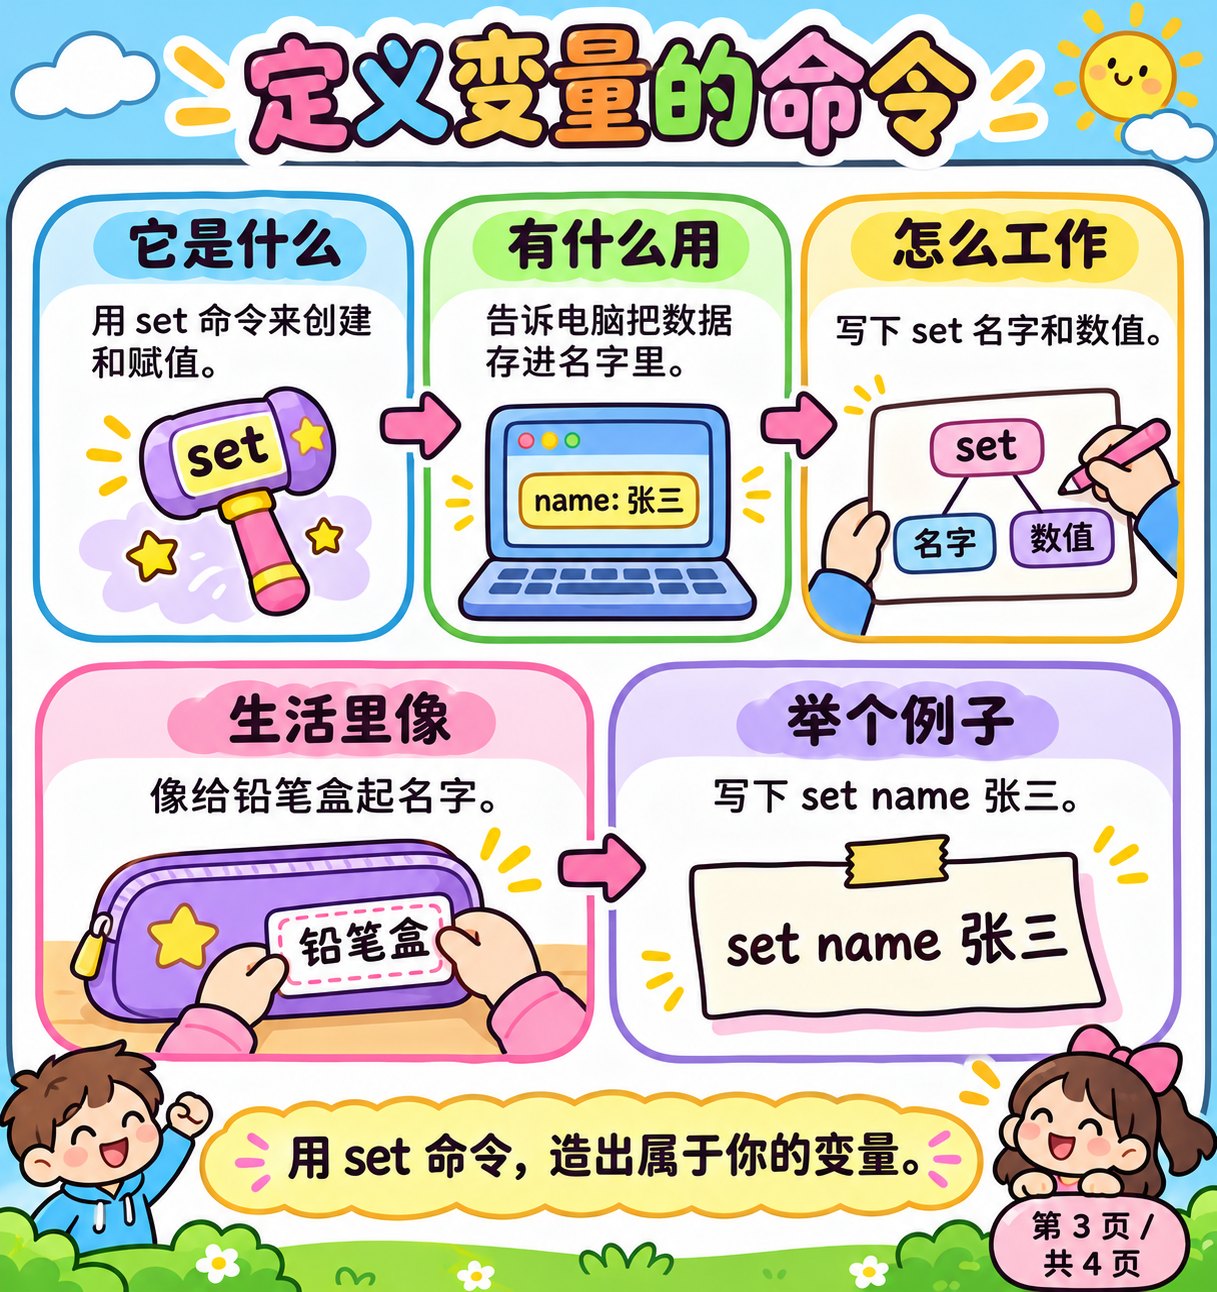 定义变量的命令
它是什么
用 set 命令来创建
和赋值。
set
有什么用
告诉电脑把数据
存进名字里。
name: 张三
怎么工作
写下 set 名字和数值。
set
名字
数值
生活里像
像给铅笔盒起名字。
铅笔盒
举个例子
写下 set name 张三。
set name 张三
用 set 命令，造出属于你的变量。
第 3 页 /
共 4 页